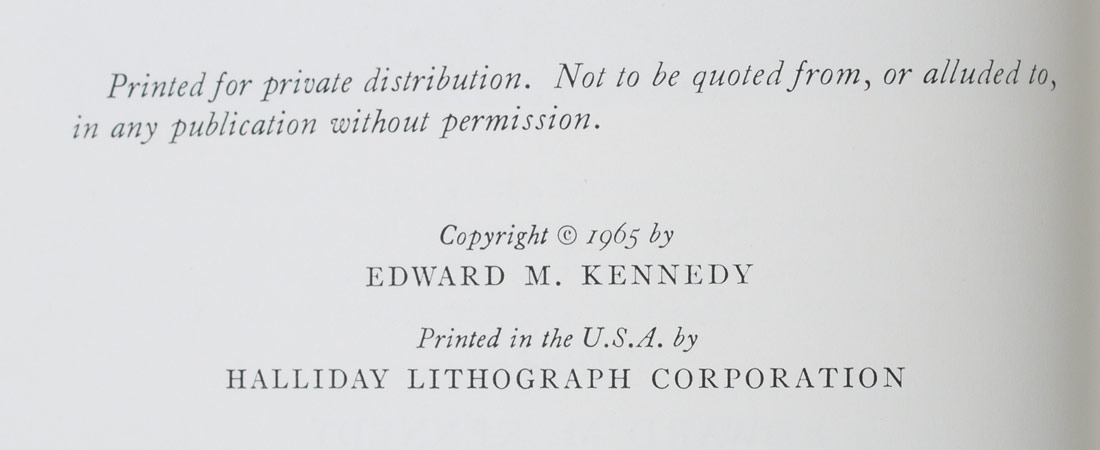 Printed for private distribution. Not to be quoted from, or alluded to,
in any publication without permission.
Copyright © 1965 by
EDWARD M. KENNEDY
Printed in the U.S.A. by
HALLIDAY LITHOGRAPH CORPORATION